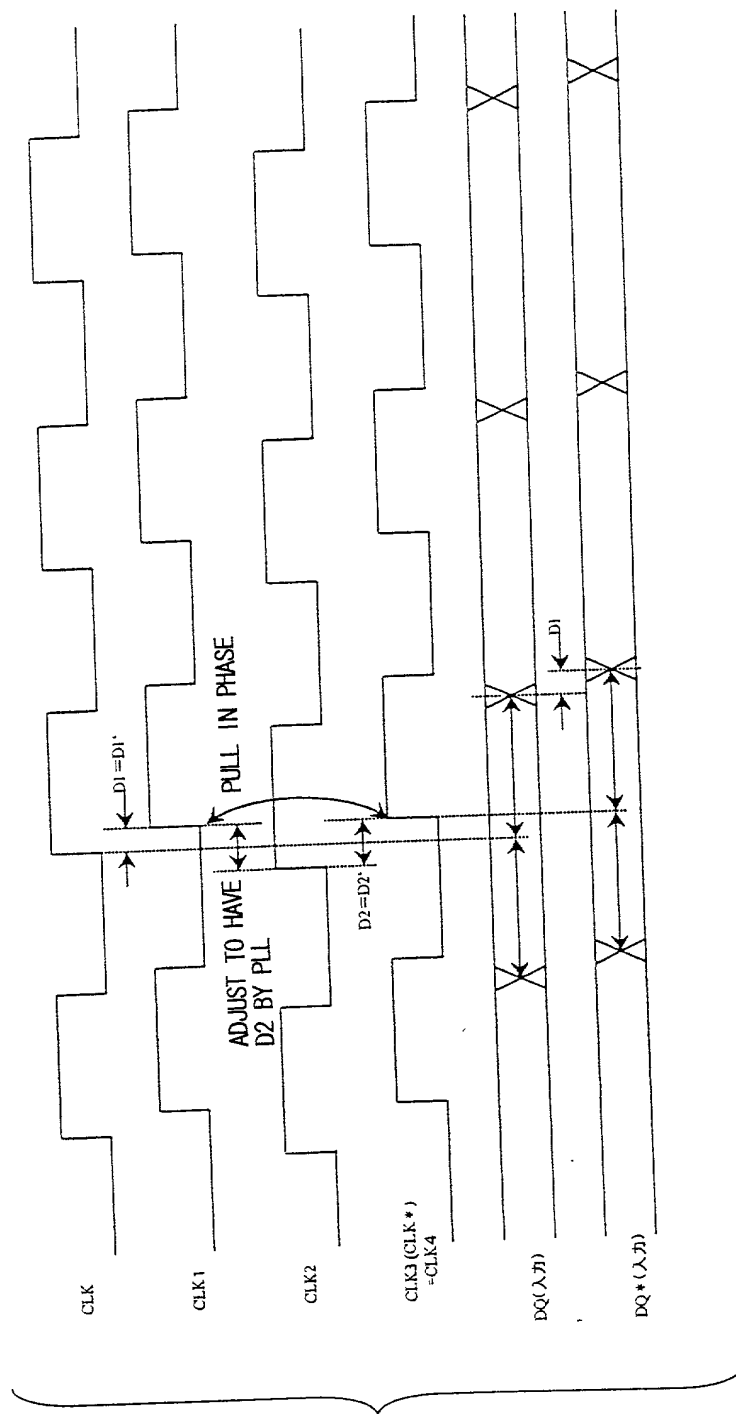 CLK
CLK1
CLK2
CLK3 (CLK*)
=CLK4
DQ(入力)
DQ*(入力)
D1=D1'
PULL IN PHASE
ADJUST TO HAVE
D2 BY PLL
D2=D2'
D1